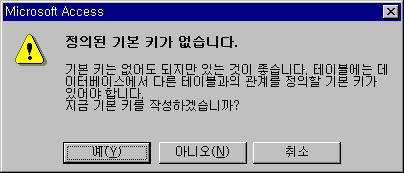 Microsoft Access
정의된 기본 키가 없습니다.
기본 키는 없어도 되지만 있는 것이 좋습니다. 테이블에는 데
이터베이스에서 다른 테이블과의 관계를 정의할 기본 키가
있어야 합니다.
지금 기본 키를 작성하겠습니까?
예(Y) 아니오(N) 취소